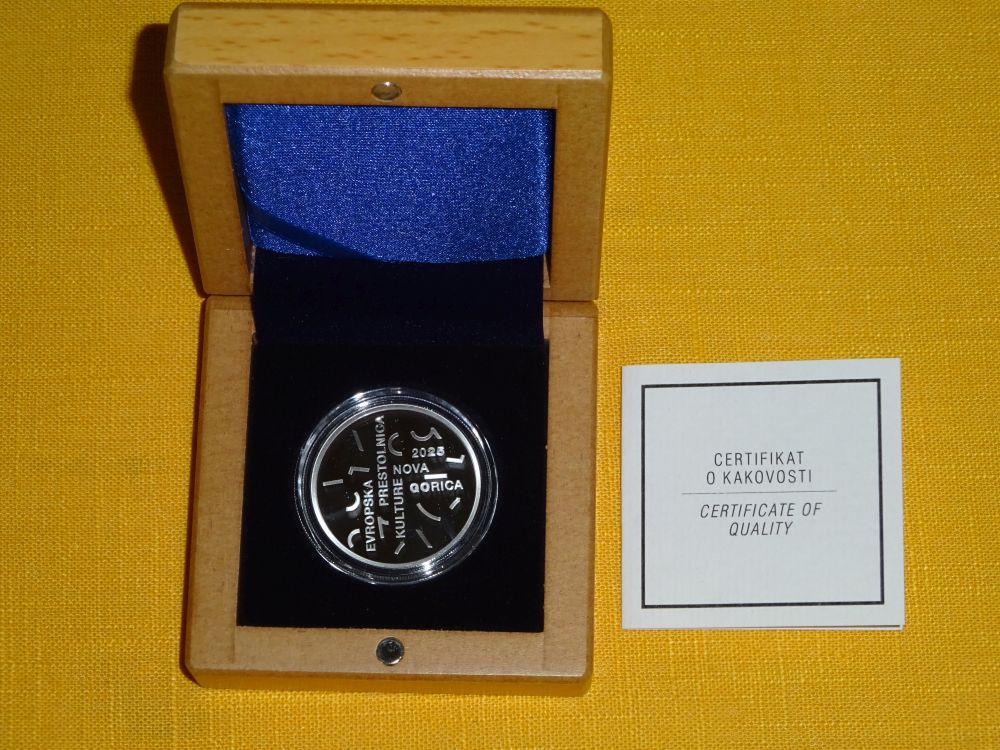 EVROPSKA
PRESTOLNICA
KULTURE NOVA
2025
GORICA
CERTIFIKAT
O KAKOVOSTI
CERTIFICATE OF
QUALITY